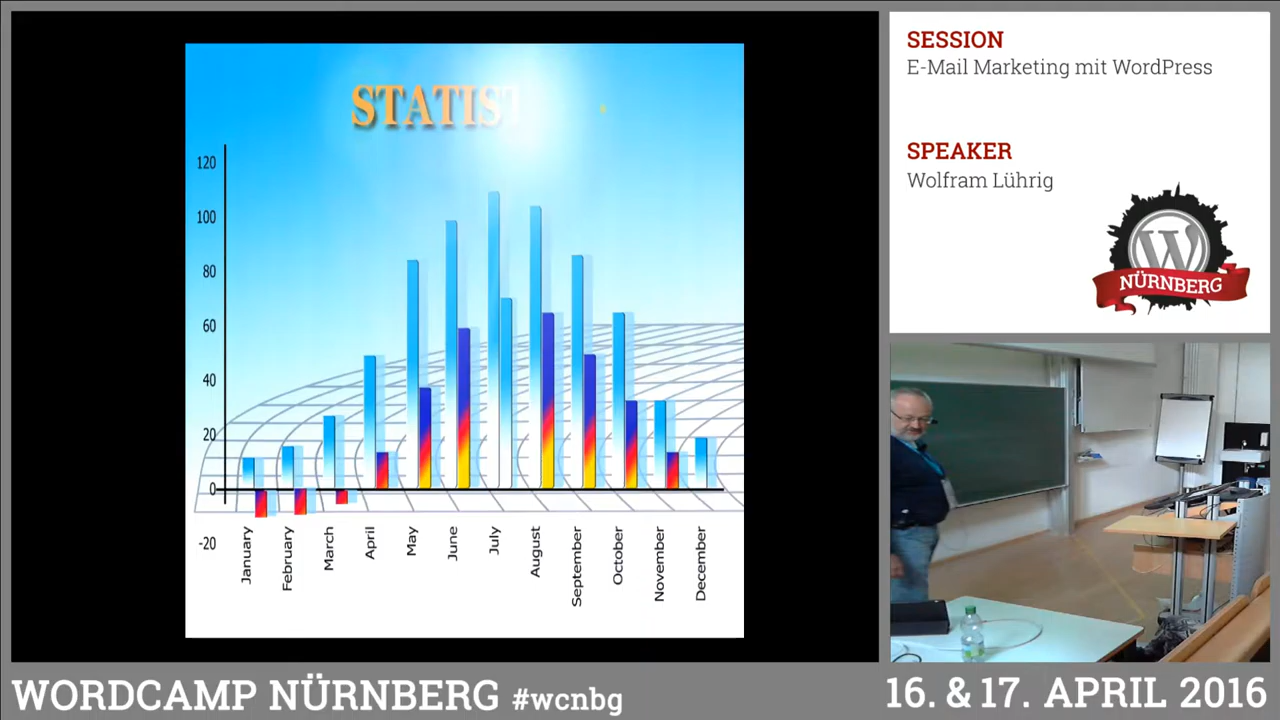 STATIST
120
100
80
60
40
20
0
-20
January
February
March
April
May
June
July
August
September
October
November
December
SESSION
E-Mail Marketing mit WordPress
SPEAKER
Wolfram Lührig
W
NÜRNBERG
WORDCAMP NÜRNBERG #wcnbg
16. & 17. APRIL 2016